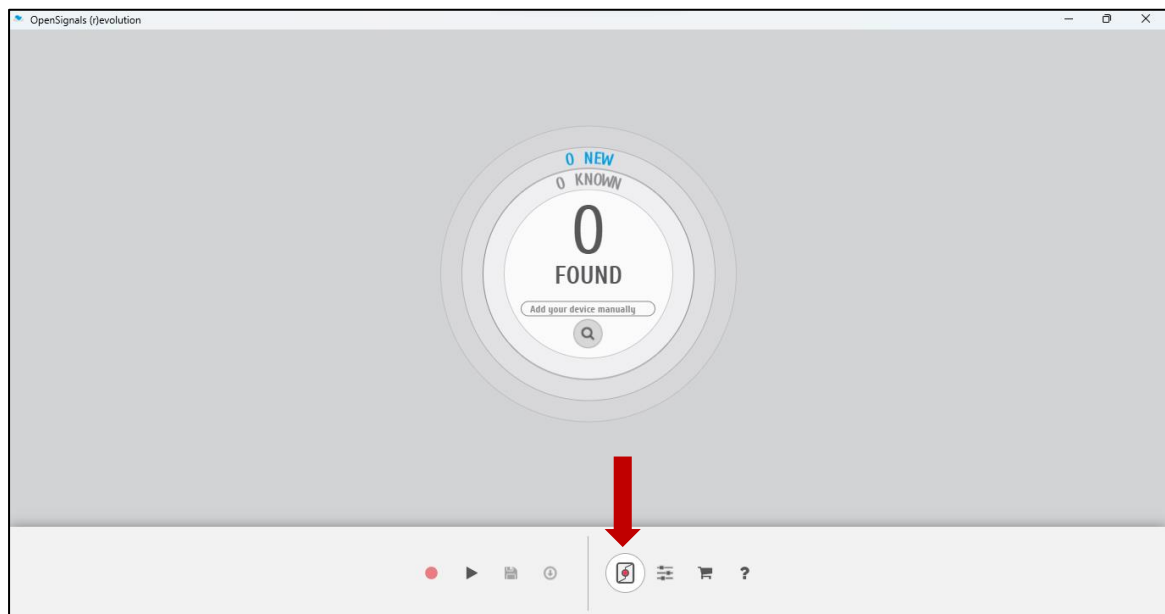 OpenSignals (r)evolution
0 NEW
0 KNOWN
0
FOUND
Add your device manually
?